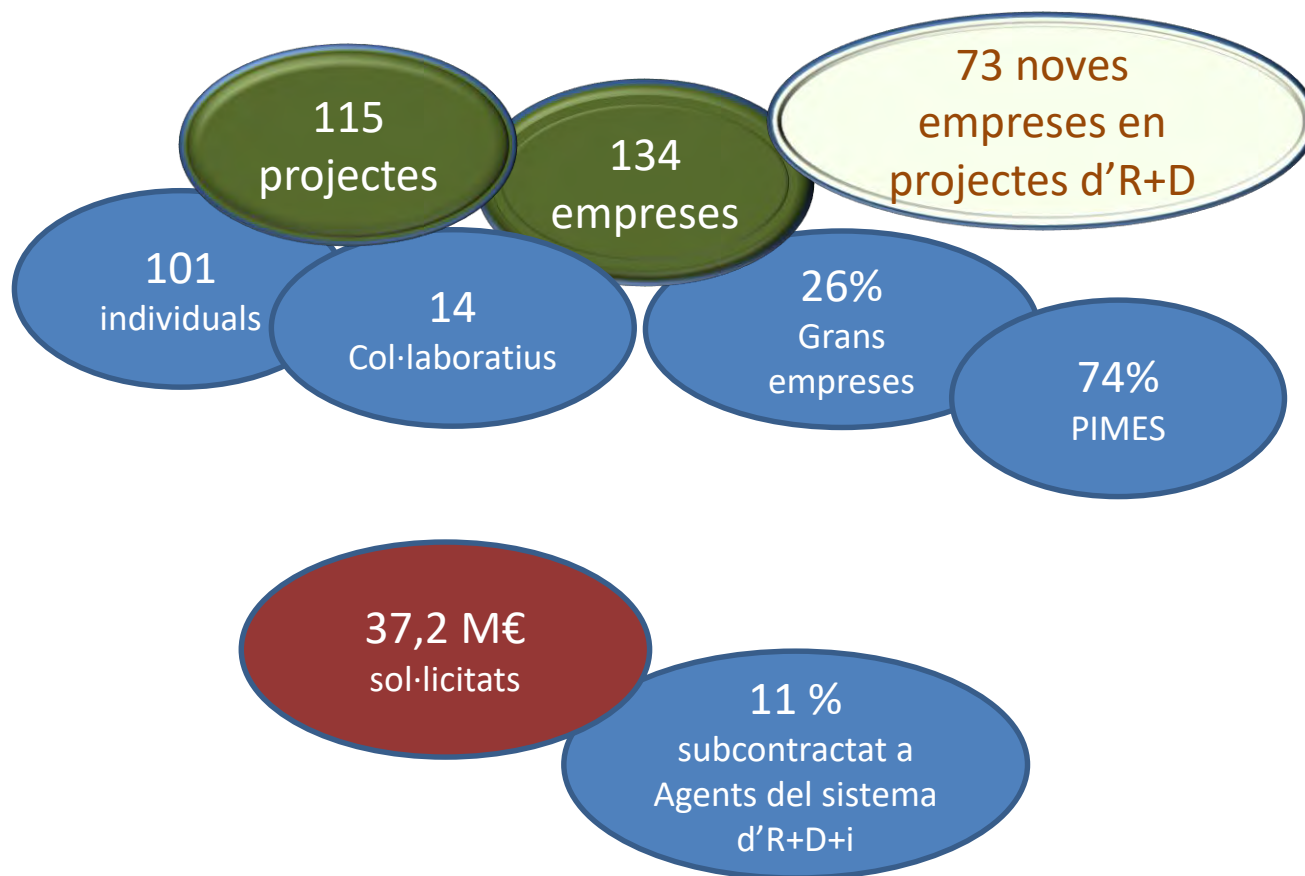 115
projectes
134
empreses
73 noves
empreses en
projectes d’R+D
101
individuals
14
Col·laboratius
26%
Grans
empreses
74%
PIMES
37,2 M€
sol·licitats
11 %
subcontractat a
Agents del sistema
d’R+D+i